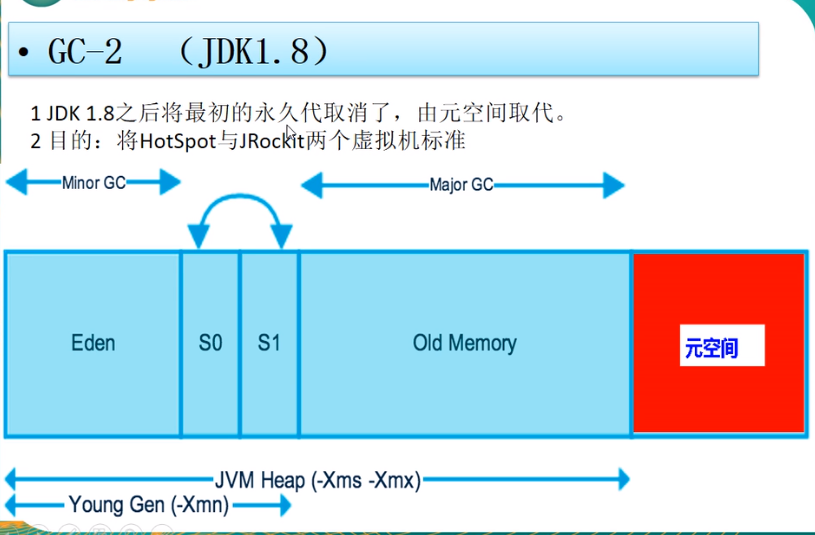 • GC-2 （JDK1.8）
1 JDK 1.8之后将最初的永久代取消了，由元空间取代。
2 目的：将HotSpot与JRockit两个虚拟机标准
Minor GC
Major GC
Eden
S0
S1
Old Memory
元空间
JVM Heap (-Xms -Xmx)
Young Gen (-Xmn)